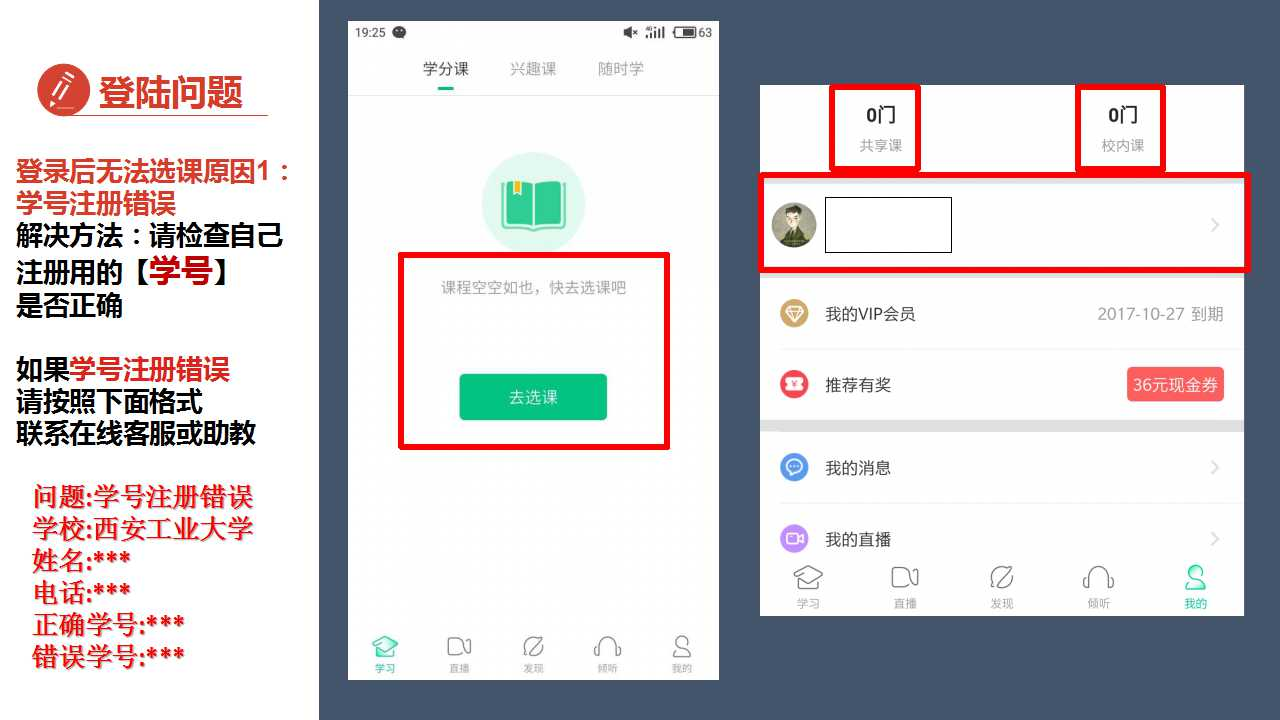 登陆问题
登录后无法选课原因1：
学号注册错误
解决方法：请检查自己
注册用的【学号】
是否正确
如果学号注册错误
请按照下面格式
联系在线客服或助教
问题:学号注册错误
学校:西安工业大学
姓名:***
电话:***
正确学号:***
错误学号:***
19:25
63
学分课 兴趣课 随时学
课程空空如也，快去选课吧
去选课
学习 直播 发现 倾听 我的
0门 0门
共享课 校内课
我的VIP会员 2017-10-27 到期
推荐有奖 36元现金券
我的消息
我的直播
学习 直播 发现 倾听 我的